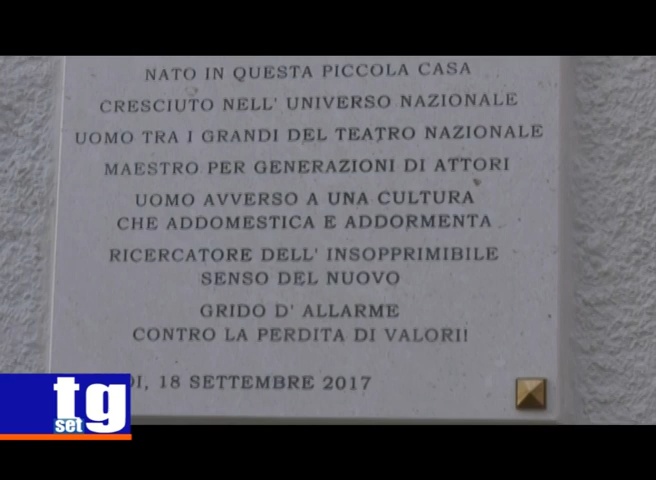 NATO IN QUESTA PICCOLA CASA
CRESCIUTO NELL' UNIVERSO NAZIONALE
UOMO TRA I GRANDI DEL TEATRO NAZIONALE
MAESTRO PER GENERAZIONI DI ATTORI
UOMO AVVERSO A UNA CULTURA
CHE ADDOMESTICA E ADDORMENTA
RICERCATORE DELL' INSOPPRIMIBILE
SENSO DEL NUOVO
GRIDO D' ALLARME
CONTRO LA PERDITA DI VALORI!
18 SETTEMBRE 2017
tg
set